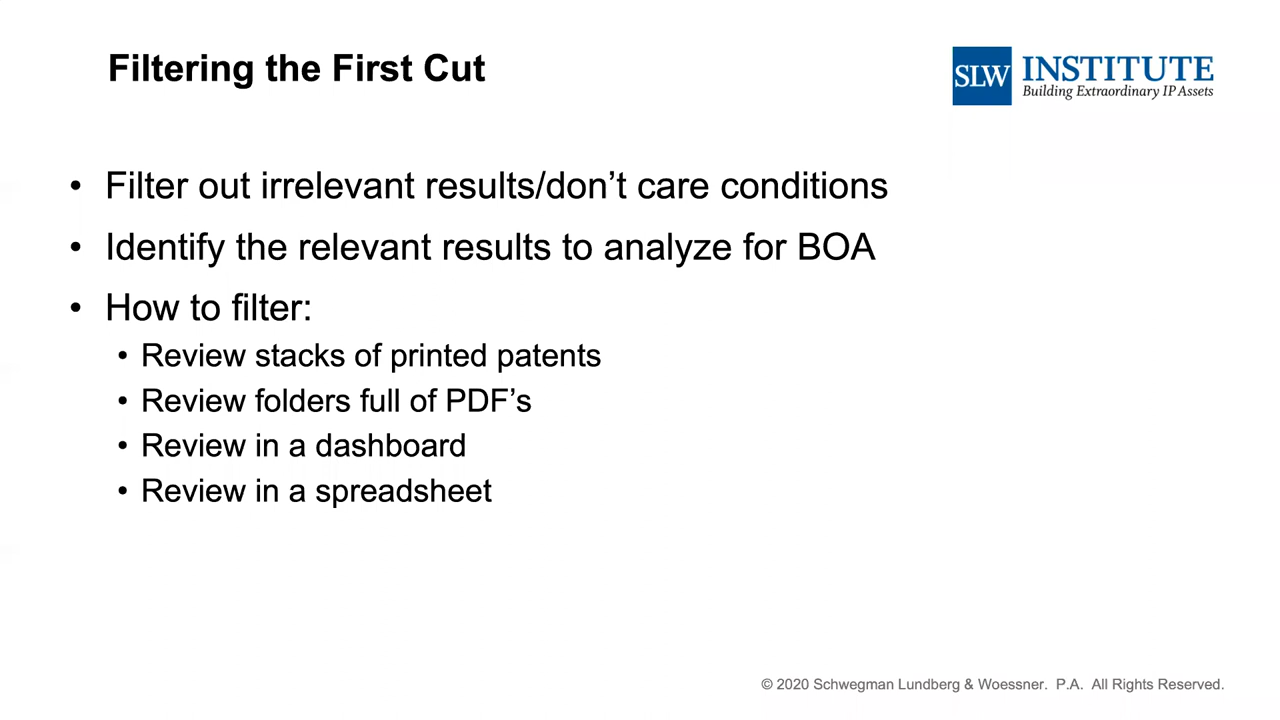 Filtering the First Cut
SLW INSTITUTE
Building Extraordinary IP Assets
• Filter out irrelevant results/don’t care conditions
• Identify the relevant results to analyze for BOA
• How to filter:
• Review stacks of printed patents
• Review folders full of PDF’s
• Review in a dashboard
• Review in a spreadsheet
© 2020 Schwegman Lundberg & Woessner. P.A. All Rights Reserved.